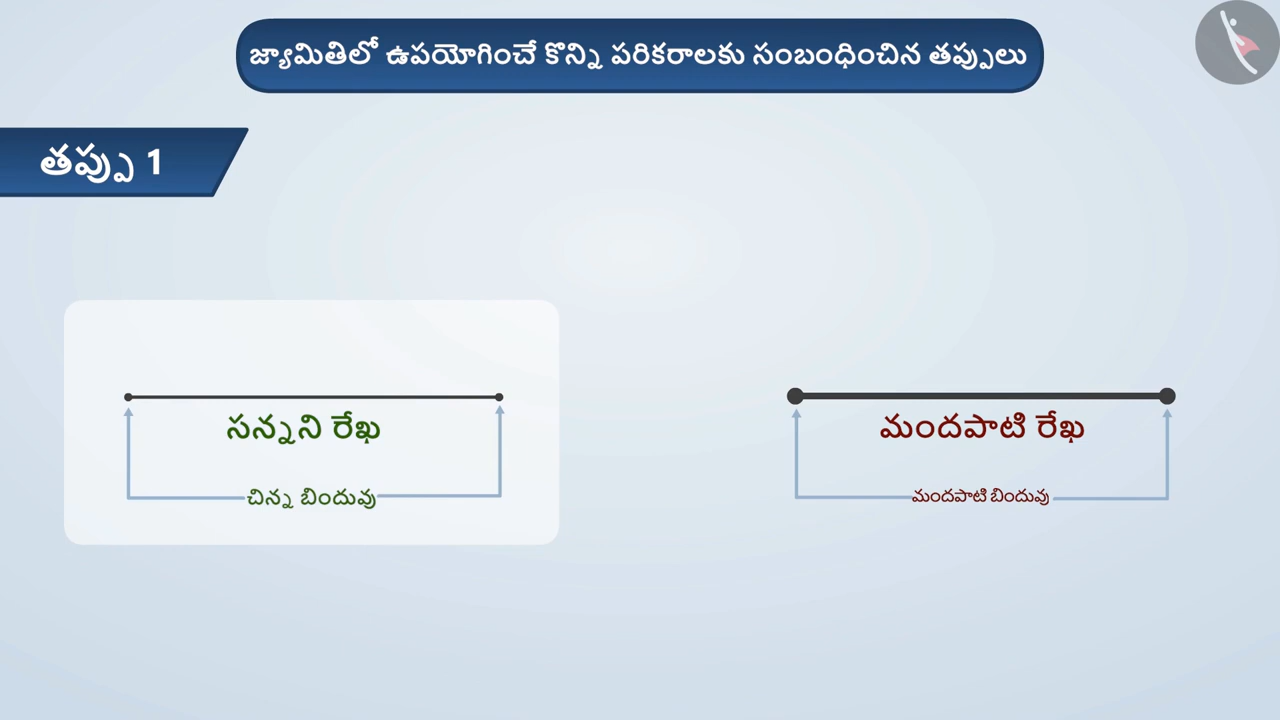 జ్యామితిలో ఉపయోగించే కొన్ని పరికరాలకు సంబంధించిన తప్పులు
తప్పు 1
సన్నని రేఖ
చిన్న బిందువు
మందపాటి రేఖ
మందపాటి బిందువు